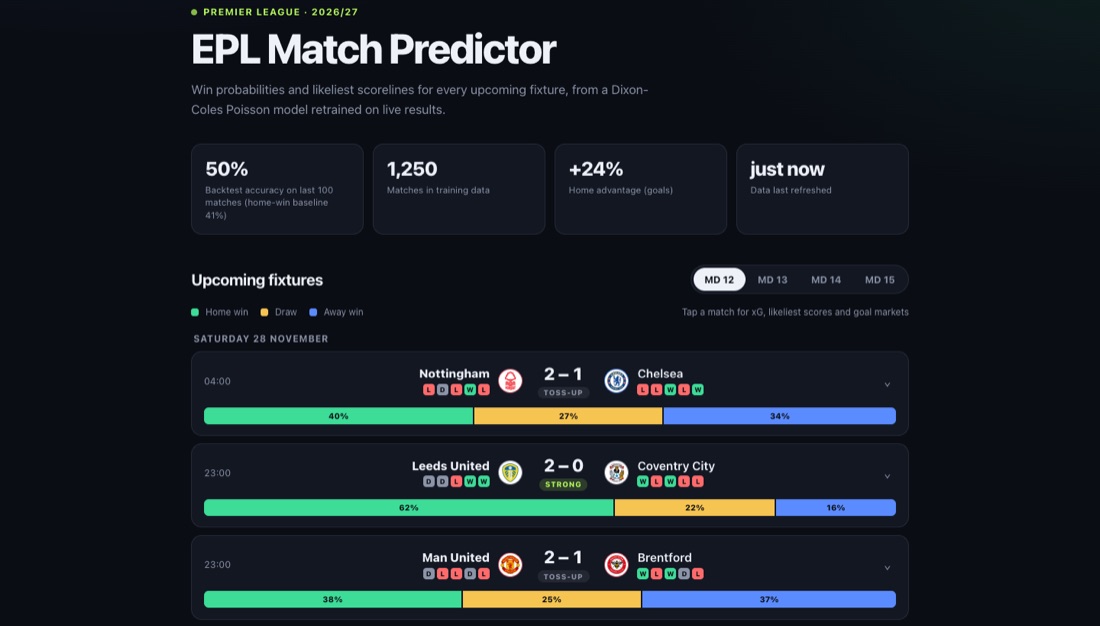 PREMIER LEAGUE · 2026/27
EPL Match Predictor
Win probabilities and likeliest scorelines for every upcoming fixture, from a Dixon-
Coles Poisson model retrained on live results.
50%
Backtest accuracy on last 100
matches (home-win baseline
41%)
1,250
Matches in training data
+24%
Home advantage (goals)
just now
Data last refreshed
Upcoming fixtures
MD 12 MD 13 MD 14 MD 15
Home win Draw Away win
Tap a match for xG, likeliest scores and goal markets
SATURDAY 28 NOVEMBER
04:00
Nottingham
L D L W L
2 – 1
TOSS-UP
Chelsea
L L W L W
40% 27% 34%
23:00
Leeds United
D D L W W
2 – 0
STRONG
Coventry City
W L W L L
62% 22% 16%
23:00
Man United
D L L D L
2 – 1
TOSS-UP
Brentford
W L W D L
38% 25% 37%